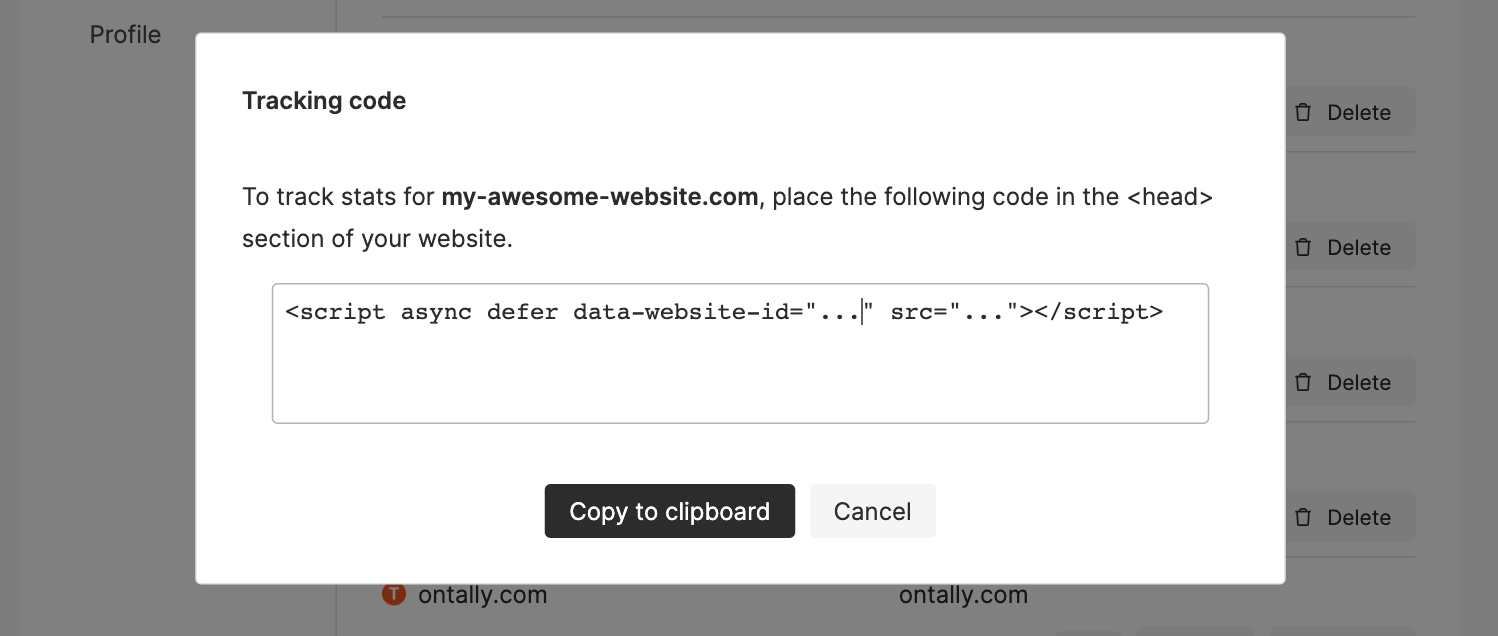 Profile
Tracking code
Delete
To track stats for my-awesome-website.com, place the following code in the <head>
section of your website.
Delete
<script async defer data-website-id="..." src="..."></script>
Delete
Copy to clipboard
Cancel
Delete
T
ontally.com
ontally.com